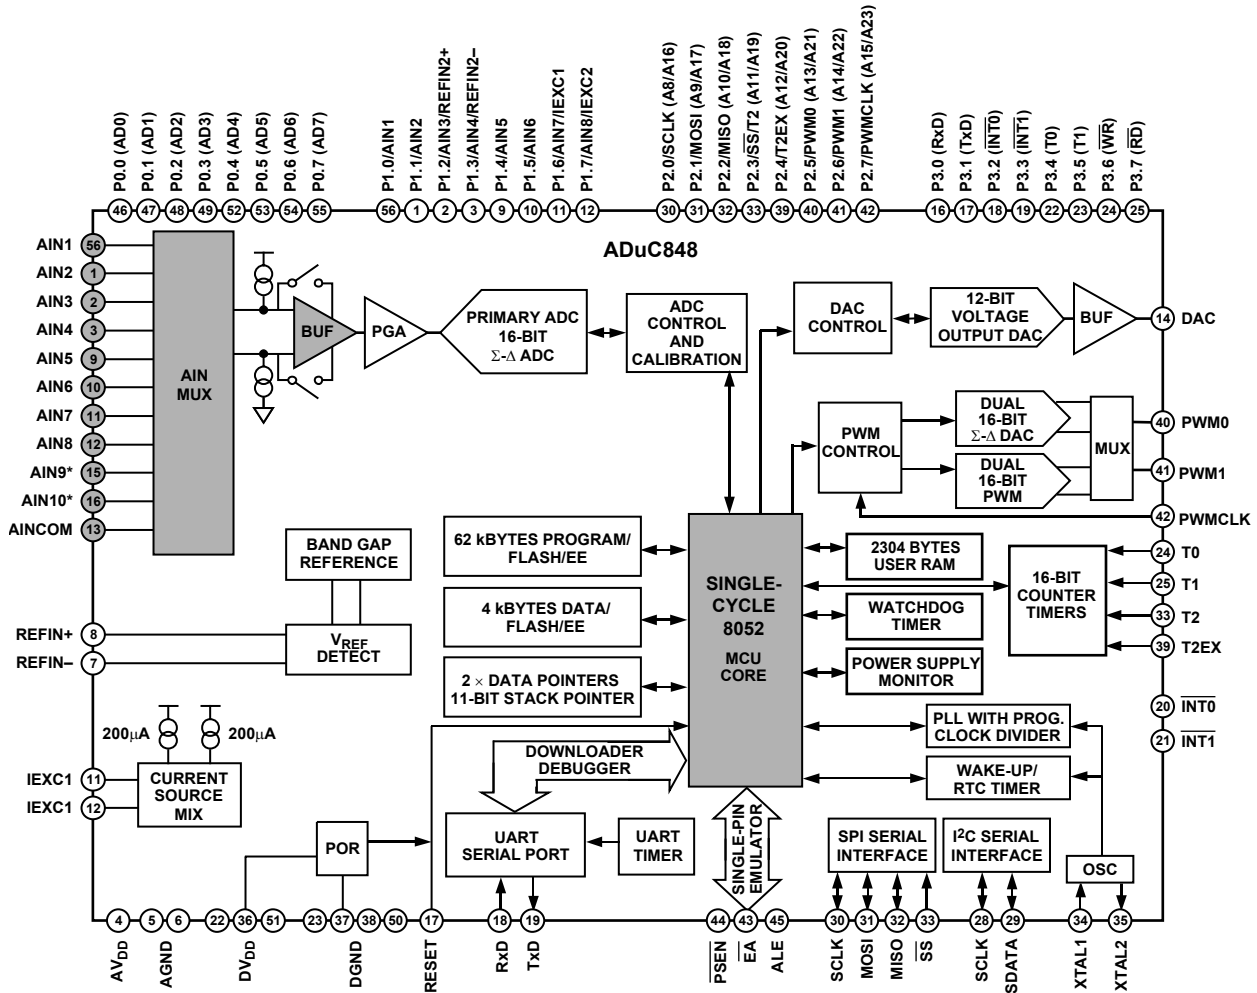 P0.0 (AD0)
P0.1 (AD1)
P0.2 (AD2)
P0.3 (AD3)
P0.4 (AD4)
P0.5 (AD5)
P0.6 (AD6)
P0.7 (AD7)
P1.0/AIN1
P1.1/AIN2
P1.2/AIN3/REFIN2+
P1.3/AIN4/REFIN2–
P1.4/AIN5
P1.5/AIN6
P1.6/AIN7/IEXC1
P1.7/AIN8/IEXC2
P2.0/SCLK (A8/A16)
P2.1/MOSI (A9/A17)
P2.2/MISO (A10/A18)
P2.3/S̅S̅/T2 (A11/A19)
P2.4/T2EX (A12/A20)
P2.5/PWM0 (A13/A21)
P2.6/PWM1 (A14/A22)
P2.7/PWMCLK (A15/A23)
P3.0 (RxD)
P3.1 (TxD)
P3.2 (I̅N̅T̅0̅)
P3.3 (I̅N̅T̅1̅)
P3.4 (T0)
P3.5 (T1)
P3.6 (W̅R̅)
P3.7 (R̅D̅)
46 47 48 49 52 53 54 55
56 1 2 3 9 10 11 12
30 31 32 33 39 40 41 42
16 17 18 19 22 23 24 25
ADuC848
AIN1 56
AIN2 1
AIN3 2
AIN4 3
AIN5 9
AIN6 10
AIN7 11
AIN8 12
AIN9* 15
AIN10* 16
AINCOM 13
AIN
MUX
BUF
PGA
PRIMARY ADC
16-BIT
Σ-Δ ADC
ADC
CONTROL
AND
CALIBRATION
DAC
CONTROL
12-BIT
VOLTAGE
OUTPUT DAC
BUF
14 DAC
PWM
CONTROL
DUAL
16-BIT
Σ-Δ DAC
DUAL
16-BIT
PWM
MUX
40 PWM0
41 PWM1
42 PWMCLK
BAND GAP
REFERENCE
VREF
DETECT
REFIN+ 8
REFIN– 7
62 kBYTES PROGRAM/
FLASH/EE
4 kBYTES DATA/
FLASH/EE
2 × DATA POINTERS
11-BIT STACK POINTER
SINGLE-
CYCLE
8052
MCU
CORE
2304 BYTES
USER RAM
WATCHDOG
TIMER
POWER SUPPLY
MONITOR
16-BIT
COUNTER
TIMERS
24 T0
25 T1
33 T2
39 T2EX
20 I̅N̅T̅0̅
21 I̅N̅T̅1̅
PLL WITH PROG.
CLOCK DIVIDER
WAKE-UP/
RTC TIMER
200µA
200µA
IEXC1 11
IEXC1 12
CURRENT
SOURCE
MIX
DOWNLOADER
DEBUGGER
POR
UART
SERIAL PORT
UART
TIMER
SINGLE-PIN
EMULATOR
SPI SERIAL
INTERFACE
I²C SERIAL
INTERFACE
OSC
4 5 6 22 36 51 23 37 38 50 17 18 19 44 43 45 30 31 32 33 28 29 34 35
AVDD
AGND
DVDD
DGND
RESET
RxD
TxD
P̅S̅E̅N̅
E̅A̅
ALE
SCLK
MOSI
MISO
S̅S̅
SCLK
SDATA
XTAL1
XTAL2